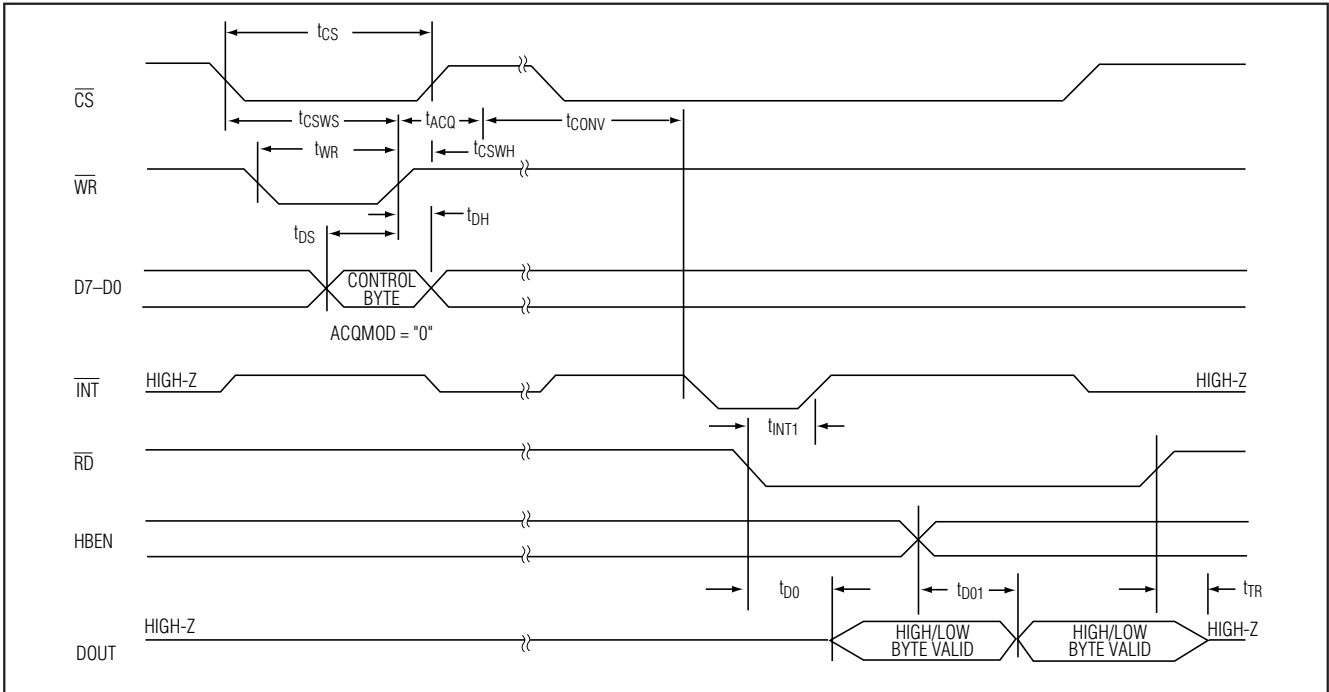 tCS
CS
tCSWS
tACQ
tCONV
tWR
tCSWH
WR
tDH
tDS
D7–D0
CONTROL
BYTE
ACQMOD = "0"
INT
HIGH-Z
HIGH-Z
tINT1
RD
HBEN
tD0
tD01
tTR
HIGH-Z
DOUT
HIGH/LOW
BYTE VALID
HIGH/LOW
BYTE VALID
HIGH-Z